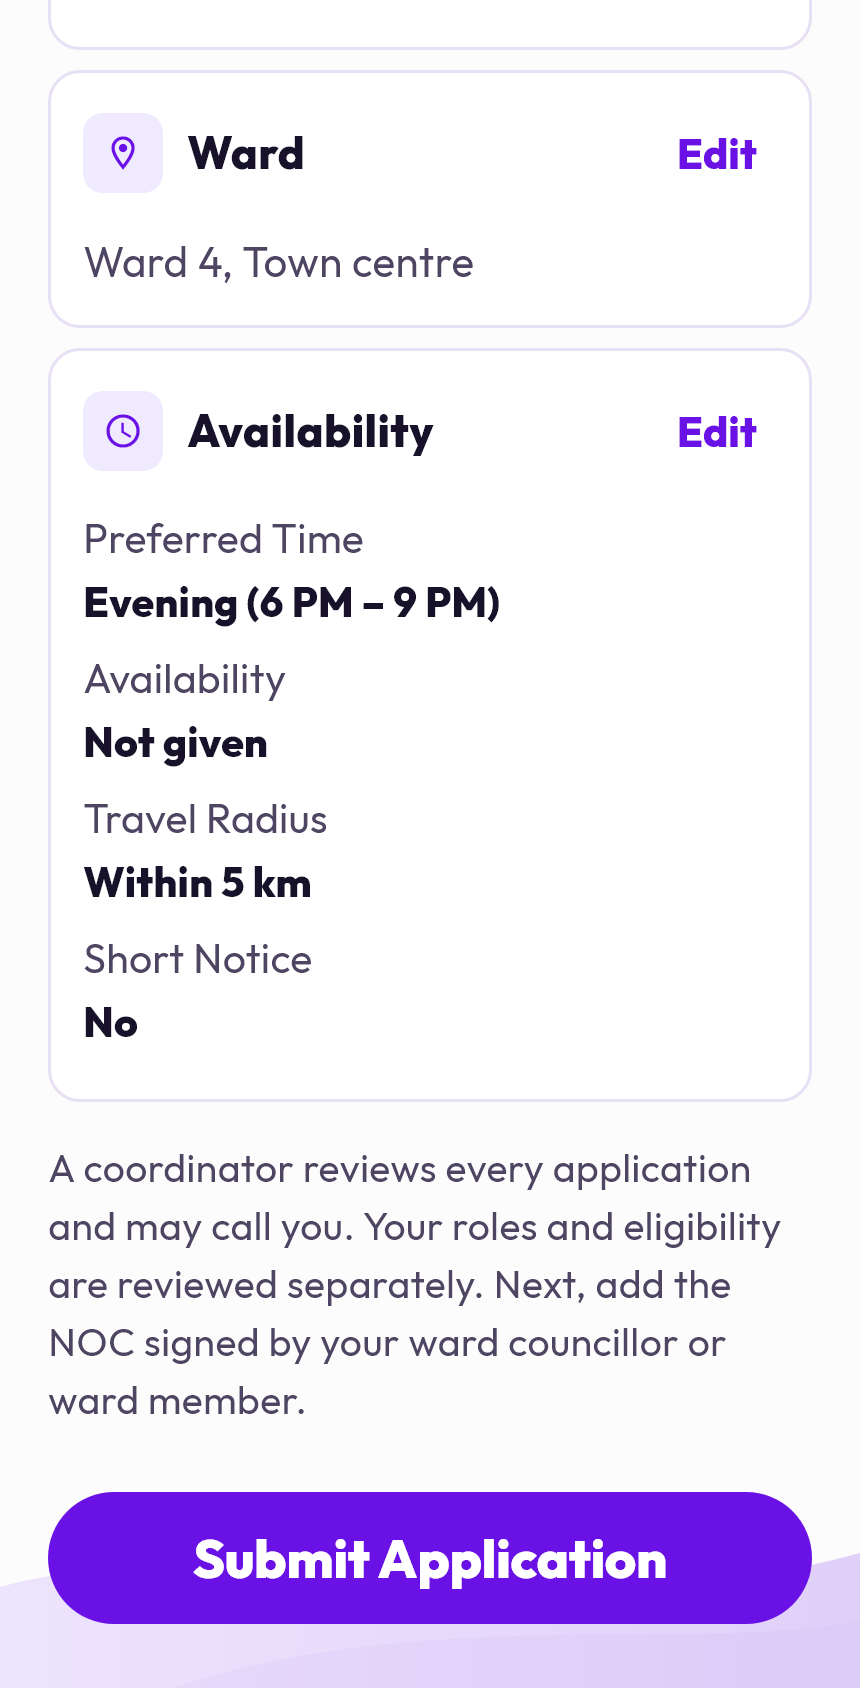 Ward
Edit
Ward 4, Town centre
Availability
Edit
Preferred Time
Evening (6 PM – 9 PM)
Availability
Not given
Travel Radius
Within 5 km
Short Notice
No
A coordinator reviews every application
and may call you. Your roles and eligibility
are reviewed separately. Next, add the
NOC signed by your ward councillor or
ward member.
Submit Application